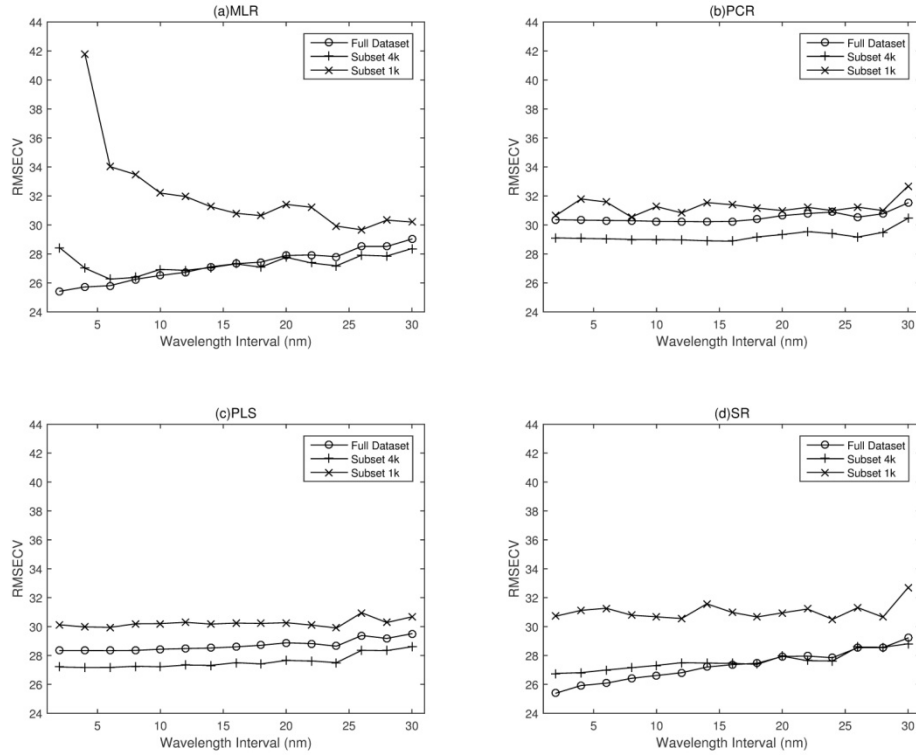 (a)MLR
44
42
40
38
36
34
32
30
28
26
24
RMSECV
5
10
15
20
25
30
Wavelength Interval (nm)
Full Dataset
Subset 4k
Subset 1k
(b)PCR
44
42
40
38
36
34
32
30
28
26
24
RMSECV
5
10
15
20
25
30
Wavelength Interval (nm)
Full Dataset
Subset 4k
Subset 1k
(c)PLS
44
42
40
38
36
34
32
30
28
26
24
RMSECV
5
10
15
20
25
30
Wavelength Interval (nm)
Full Dataset
Subset 4k
Subset 1k
(d)SR
44
42
40
38
36
34
32
30
28
26
24
RMSECV
5
10
15
20
25
30
Wavelength Interval (nm)
Full Dataset
Subset 4k
Subset 1k